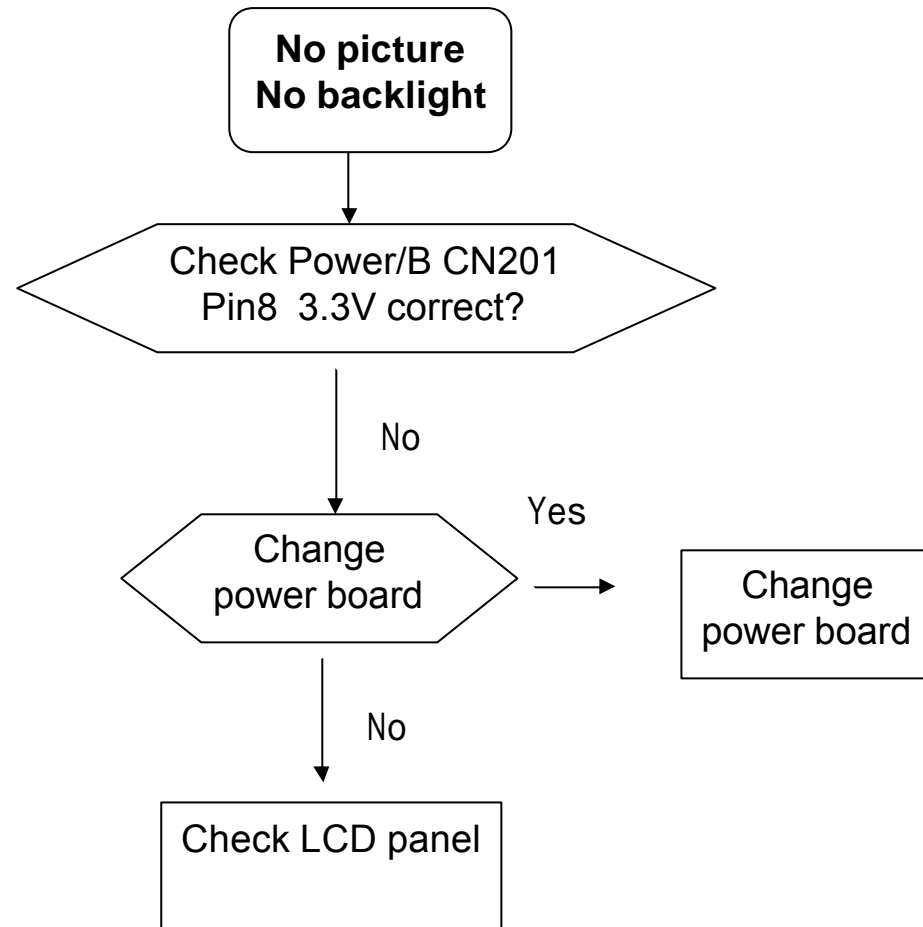 No picture
No backlight
Check Power/B CN201
Pin8 3.3V correct?
No
Yes
Change
power board
Change
power board
No
Check LCD panel